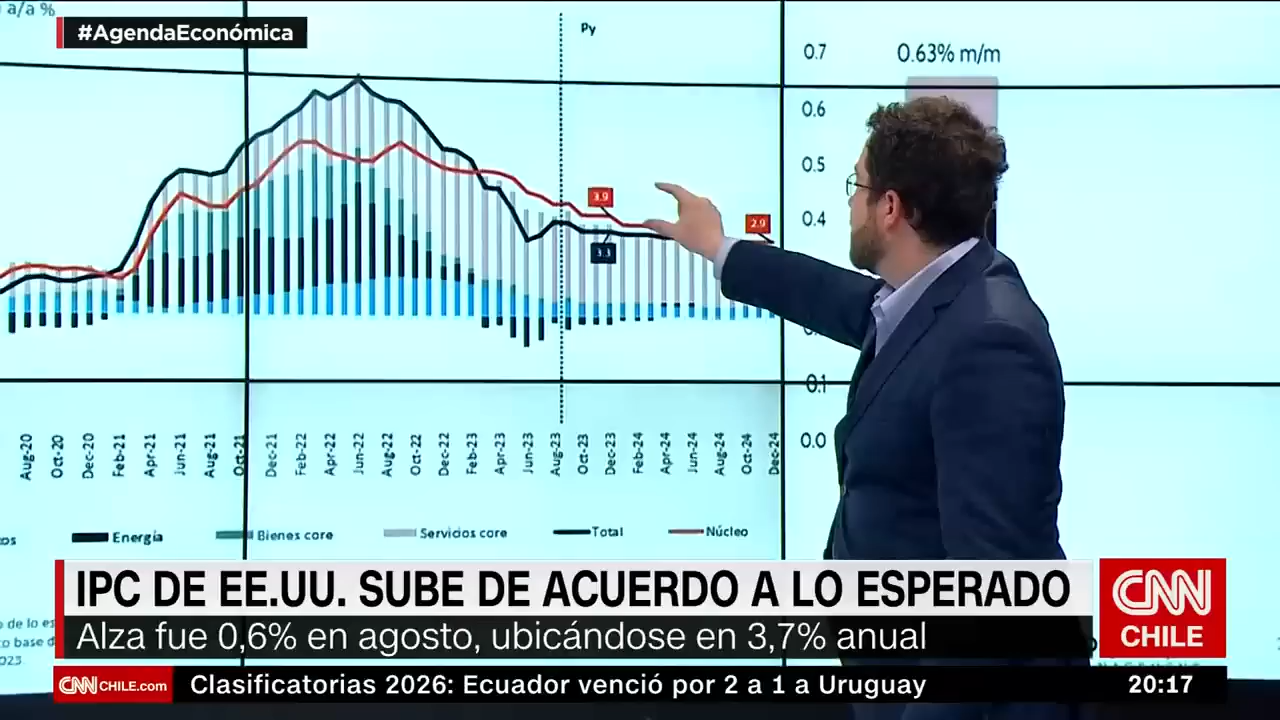 a/a %
#AgendaEconómica
Py
0.7
0.63% m/m
0.6
0.5
0.4
3.9
2.9
3.3
0.1
0.0
Aug-20
Oct-20
Dec-20
Feb-21
Apr-21
Jun-21
Aug-21
Oct-21
Dec-21
Feb-22
Apr-22
Jun-22
Aug-22
Oct-22
Dec-22
Feb-23
Apr-23
Jun-23
Aug-23
Oct-23
Dec-23
Feb-24
Apr-24
Jun-24
Aug-24
Oct-24
Dec-24
Energía
Bienes core
Servicios core
Total
Núcleo
IPC DE EE.UU. SUBE DE ACUERDO A LO ESPERADO
Alza fue 0,6% en agosto, ubicándose en 3,7% anual
CNN
CHILE
CNNCHILE.com
Clasificatorias 2026: Ecuador venció por 2 a 1 a Uruguay
20:17